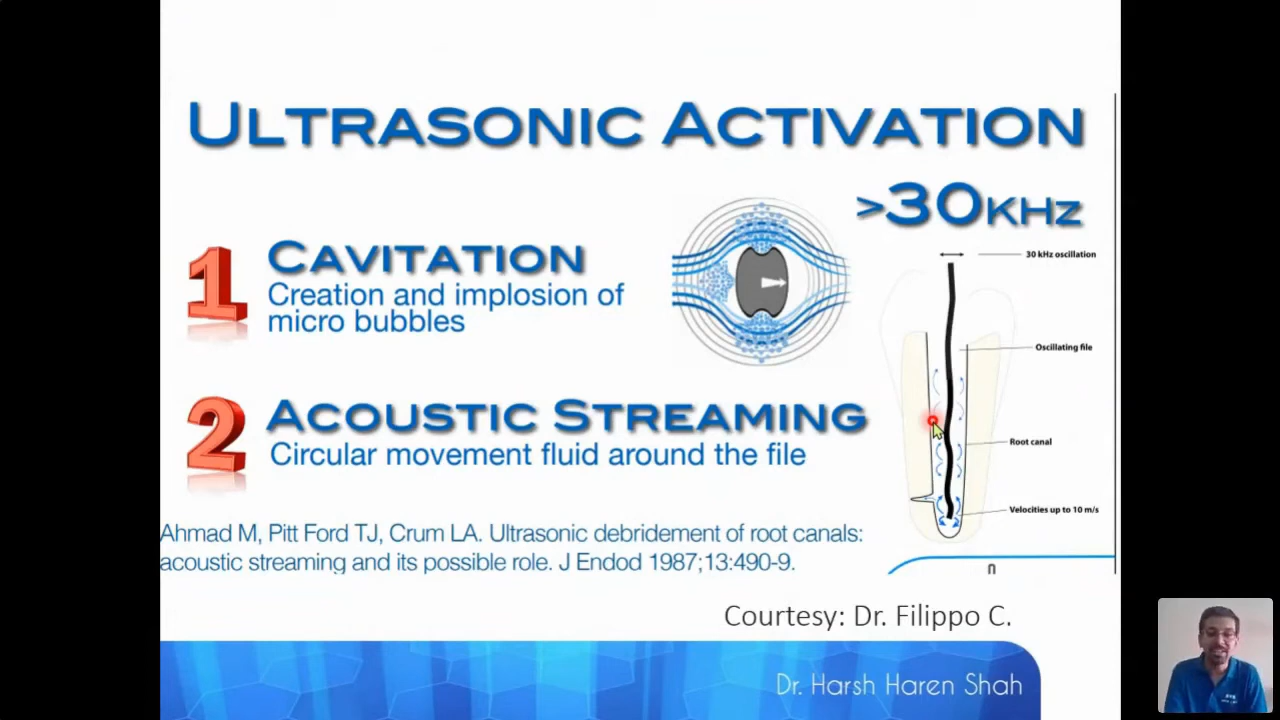 ULTRASONIC ACTIVATION
>30KHZ
1
CAVITATION
Creation and implosion of
micro bubbles
2
ACOUSTIC STREAMING
Circular movement fluid around the file
30 kHz oscillation
Oscillating file
Root canal
Velocities up to 10 m/s
Ahmad M, Pitt Ford TJ, Crum LA. Ultrasonic debridement of root canals:
acoustic streaming and its possible role. J Endod 1987;13:490-9.
n
Courtesy: Dr. Filippo C.
Dr. Harsh Haren Shah